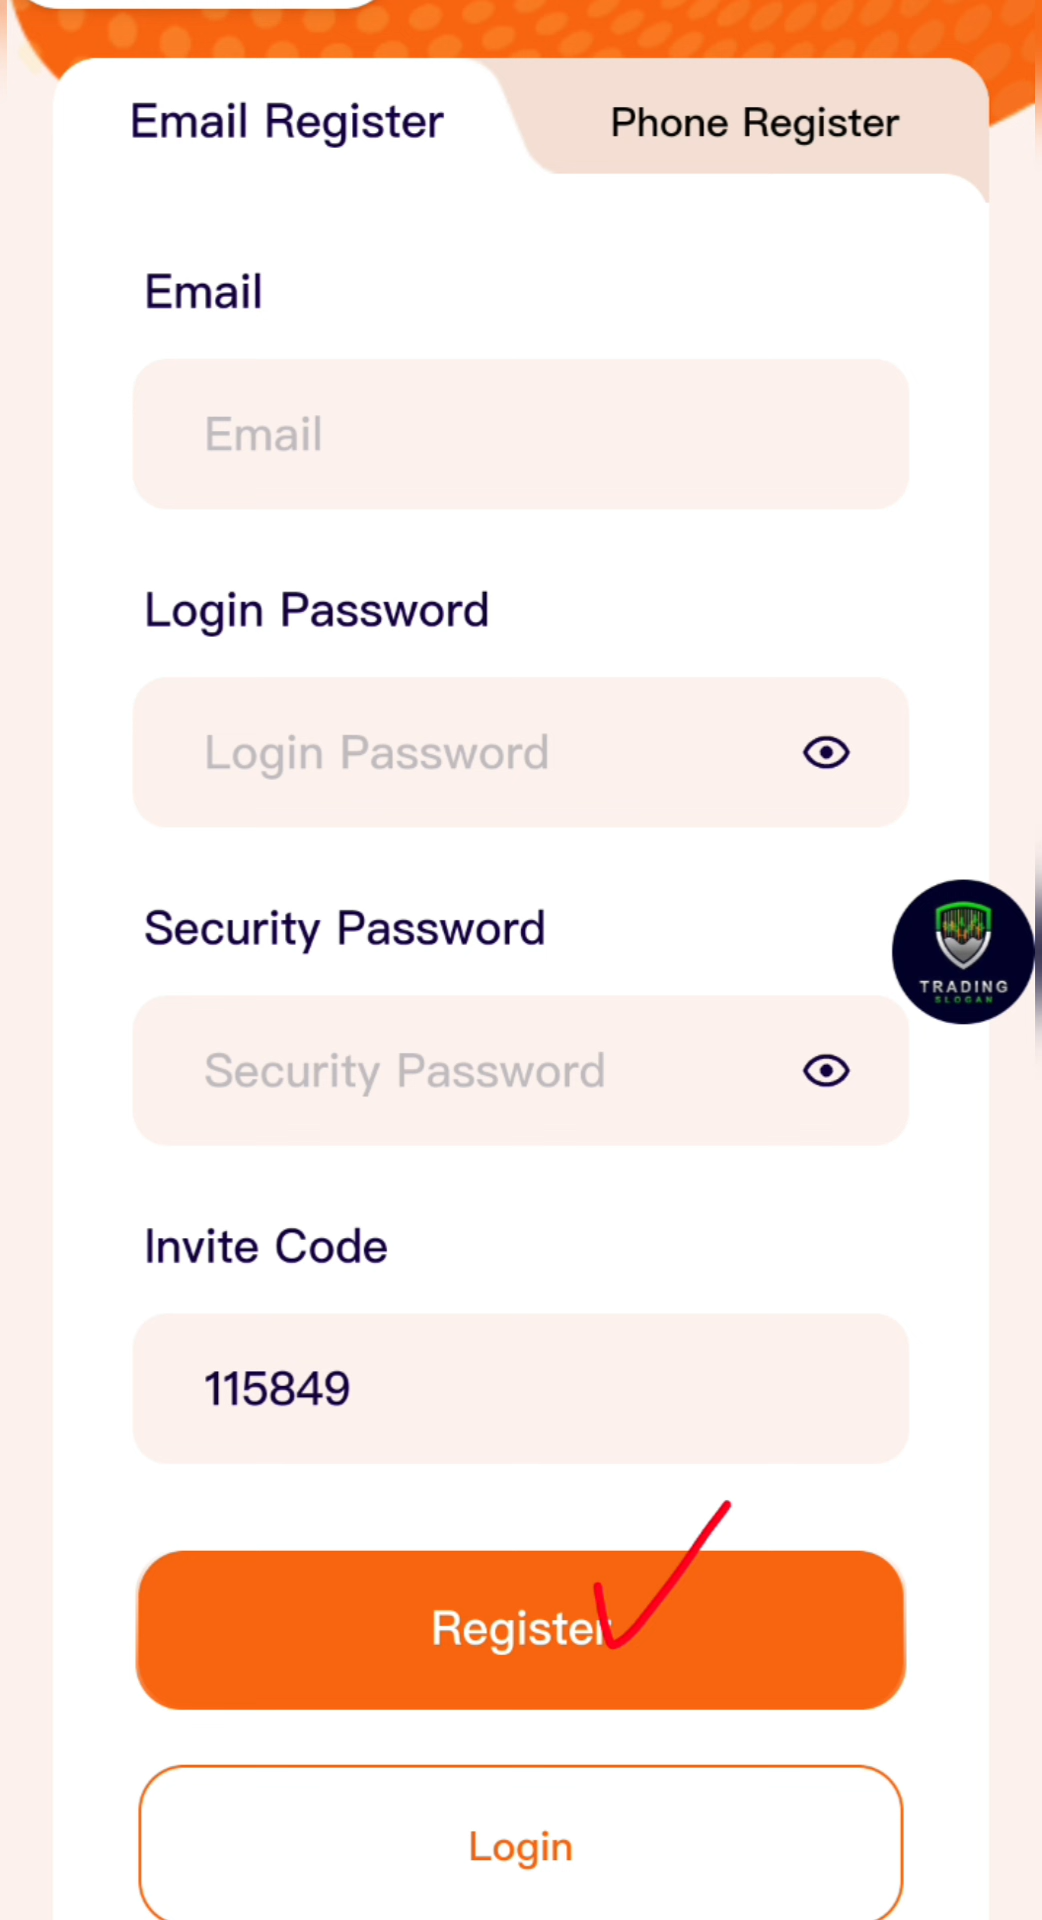 Email Register
Phone Register
Email
Email
Login Password
Login Password
Security Password
TRADING
SLOGAN
Security Password
Invite Code
115849
Register
Login